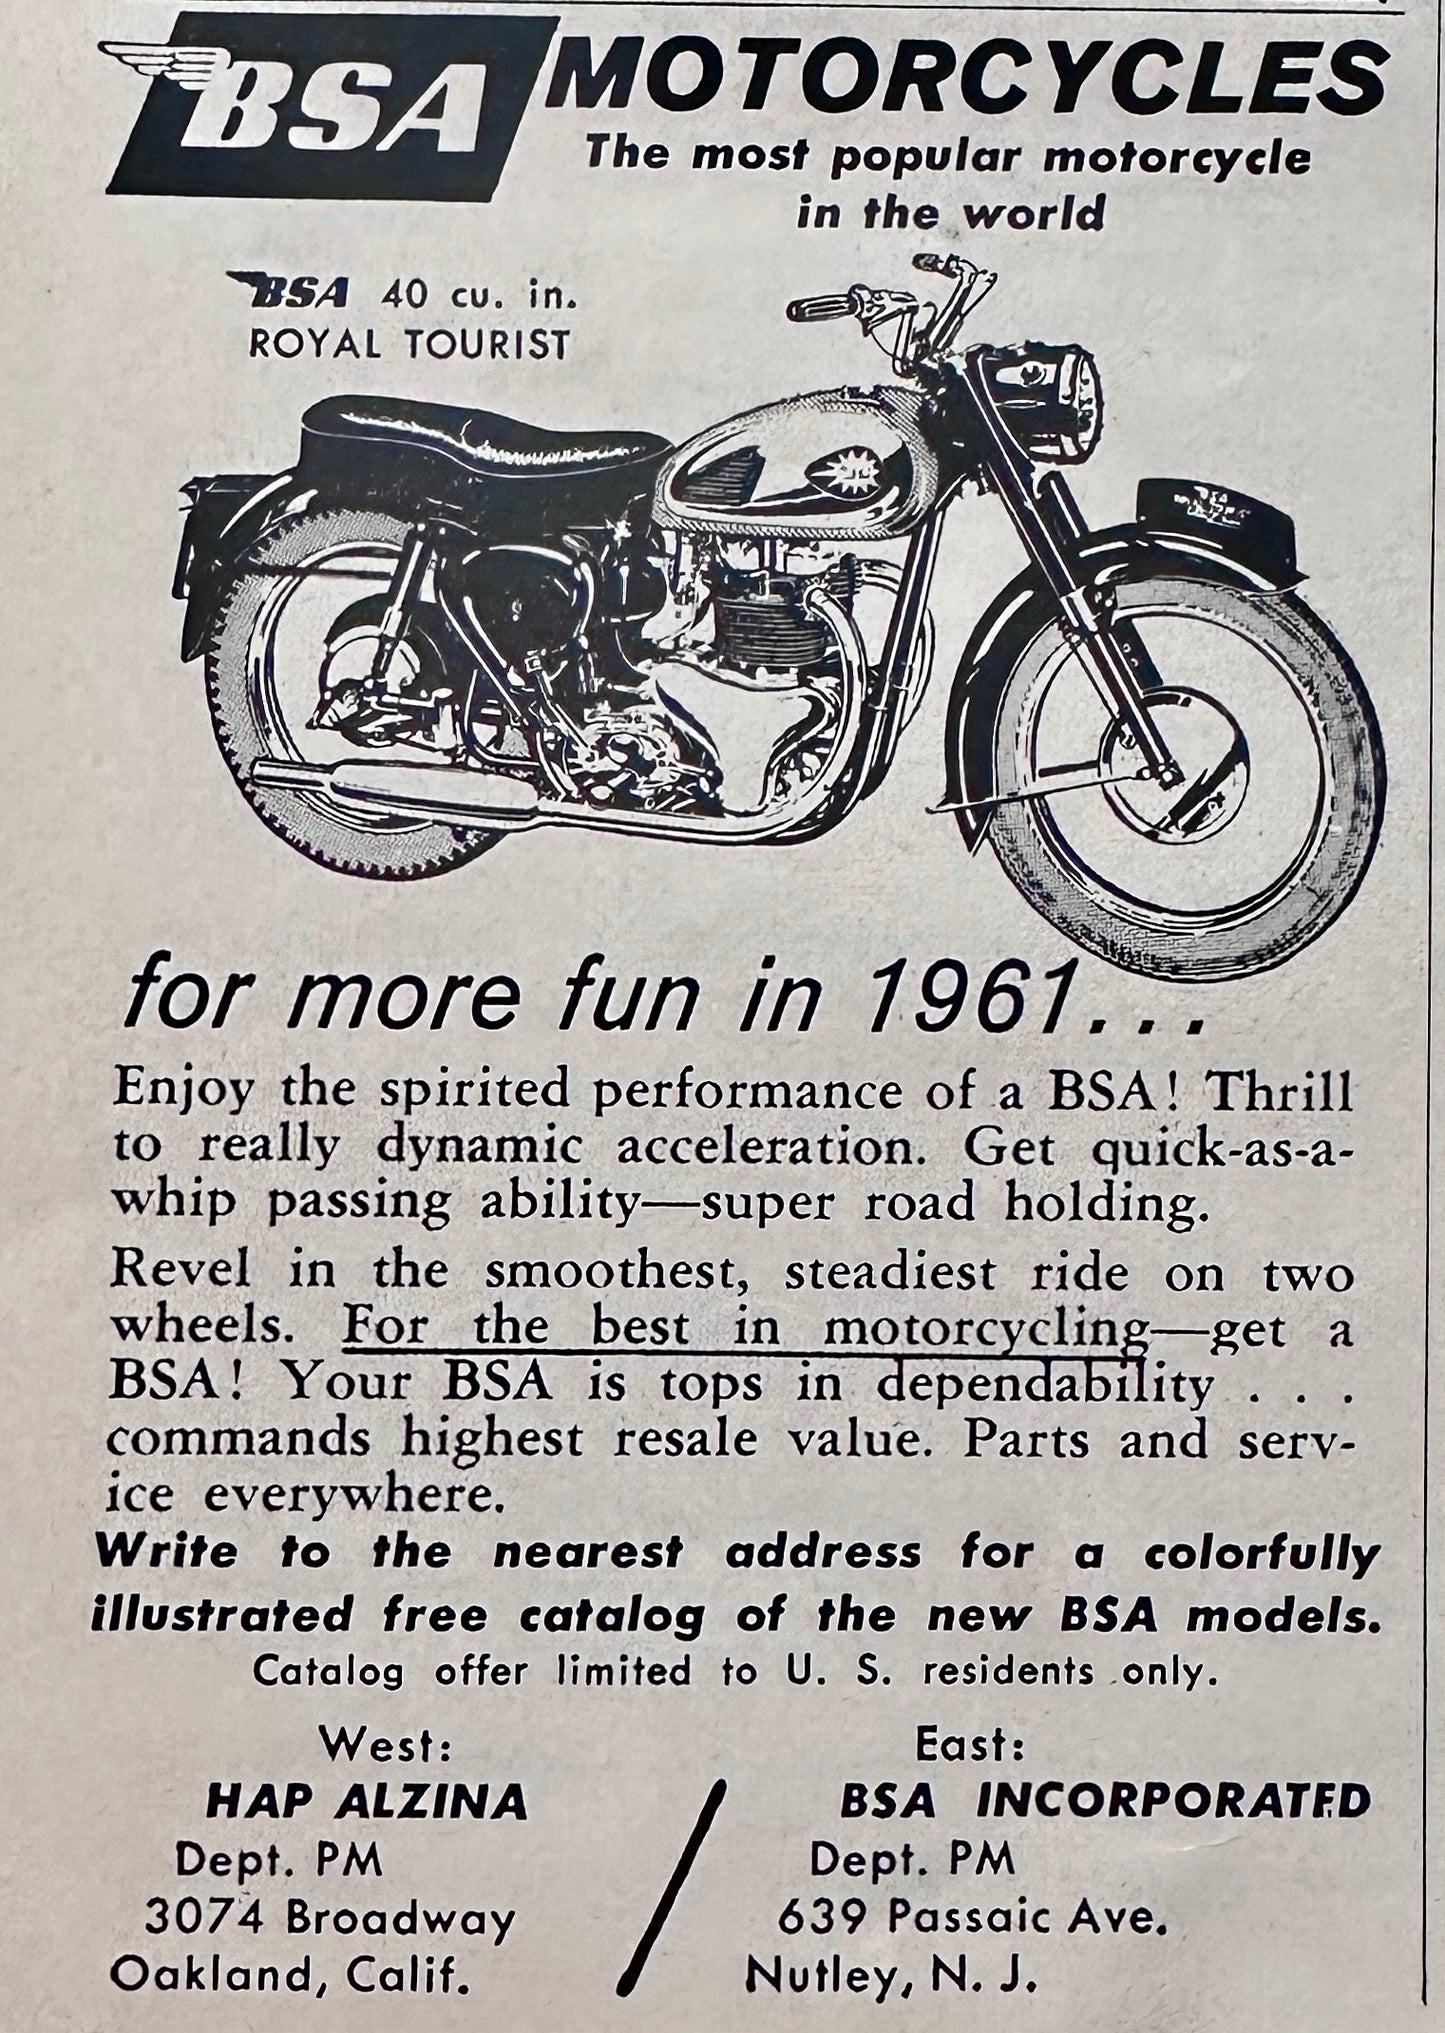 BSA MOTORCYCLES
The most popular motorcycle
in the world
BSA 40 cu. in.
ROYAL TOURIST
for more fun in 1961...
Enjoy the spirited performance of a BSA! Thrill
to really dynamic acceleration. Get quick-as-a-
whip passing ability—super road holding.
Revel in the smoothest, steadiest ride on two
wheels. For the best in motorcycling—get a
BSA! Your BSA is tops in dependability . . .
commands highest resale value. Parts and serv-
ice everywhere.
Write to the nearest address for a colorfully
illustrated free catalog of the new BSA models.
Catalog offer limited to U. S. residents only.
West:
HAP ALZINA
Dept. PM
3074 Broadway
Oakland, Calif.
East:
BSA INCORPORATED
Dept. PM
639 Passaic Ave.
Nutley, N. J.